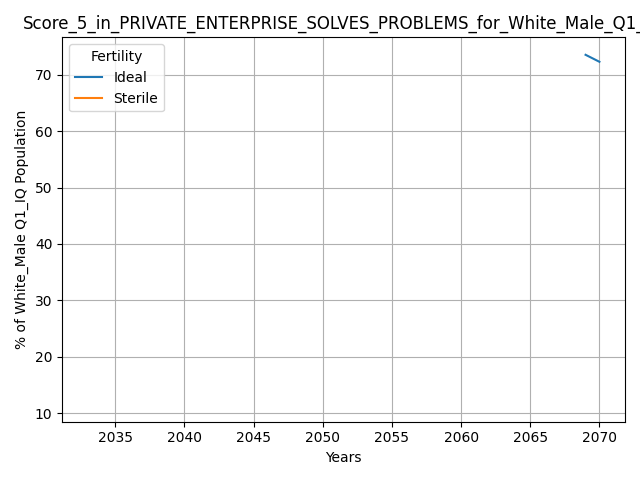 Score_5_in_PRIVATE_ENTERPRISE_SOLVES_PROBLEMS_for_White_Male_Q1_
Fertility
Ideal
Sterile
% of White_Male Q1_IQ Population
70
60
50
40
30
20
10
2035 2040 2045 2050 2055 2060 2065 2070
Years